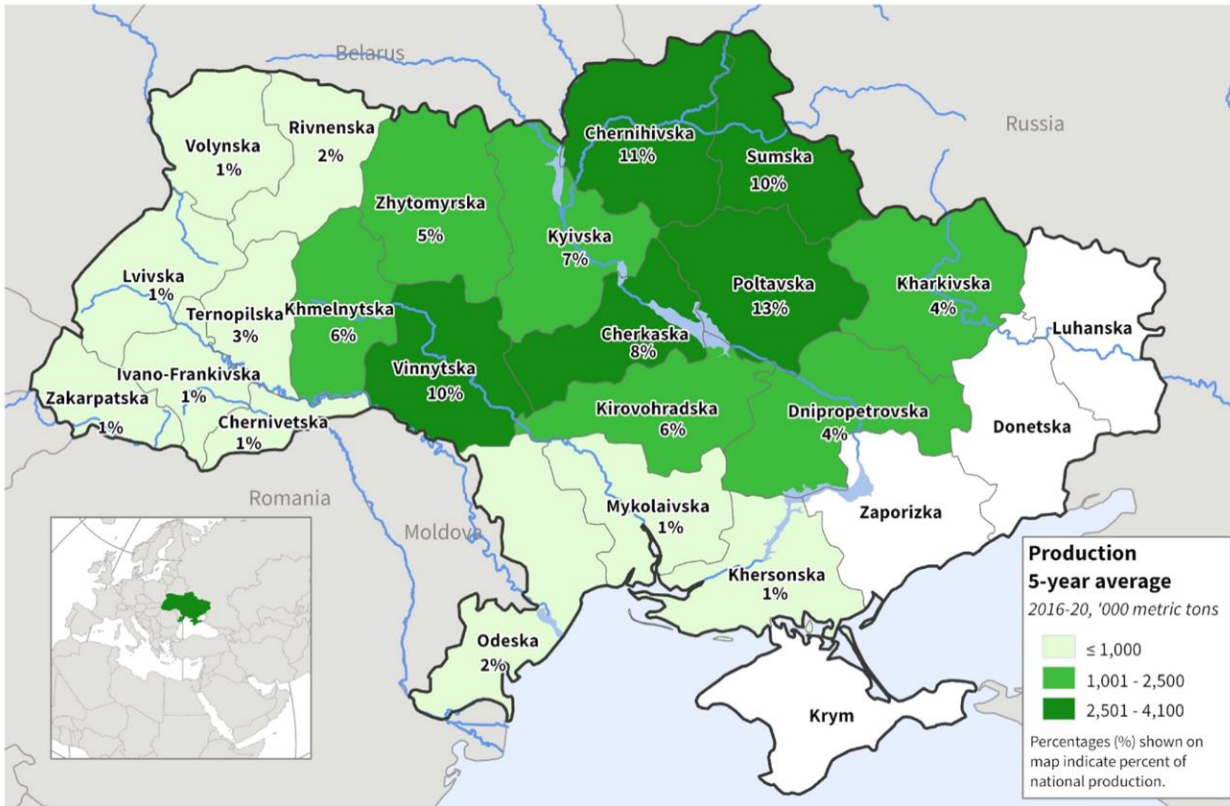 Belarus
Russia
Volynska
1%
Rivnenska
2%
Zhytomyrska
5%
Kyivska
7%
Chernihivska
11%
Sumska
10%
Lvivska
1%
Ternopilska
3%
Khmelnytska
6%
Vinnytska
10%
Cherkaska
8%
Poltavska
13%
Kharkivska
4%
Luhanska
Zakarpatska
1%
Ivano-Frankivska
1%
Chernivetska
1%
Kirovohradska
6%
Dnipropetrovska
4%
Donetska
Romania
Moldova
Mykolaivska
1%
Zaporizka
Khersonska
1%
Odeska
2%
Krym
Production
5-year average
2016-20, '000 metric tons
≤ 1,000
1,001 - 2,500
2,501 - 4,100
Percentages (%) shown on
map indicate percent of
national production.